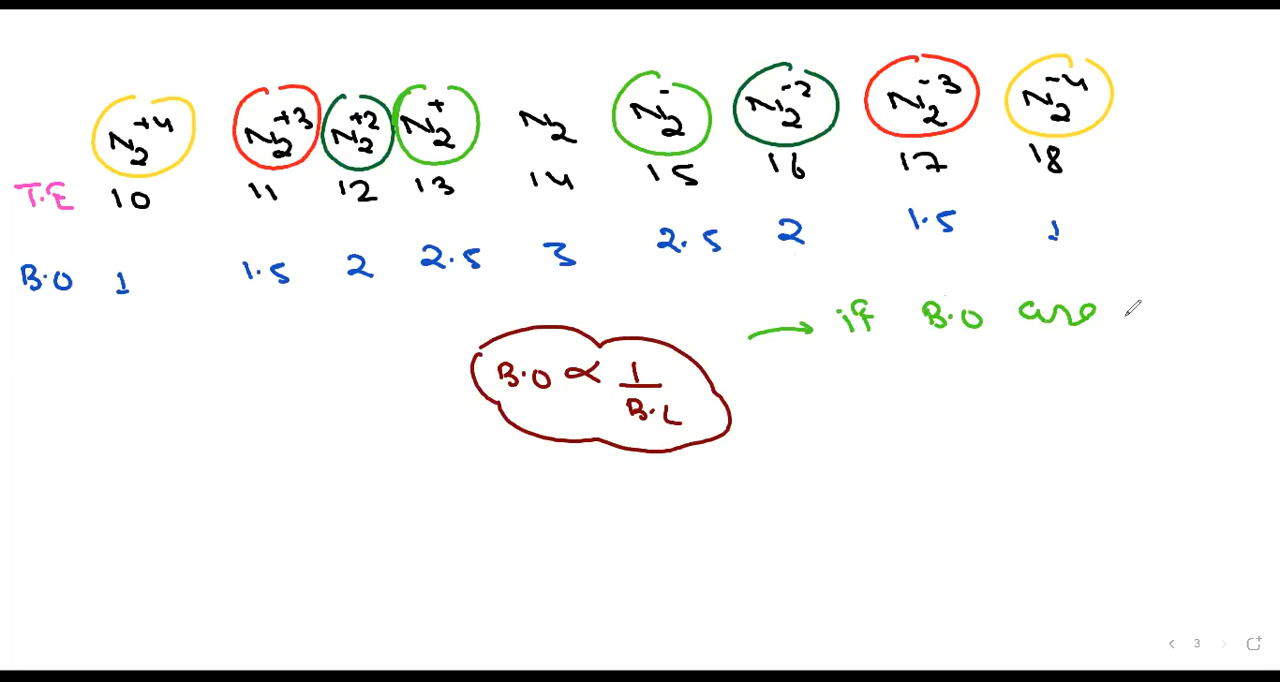 N₂⁺⁴ N₂⁺³ N₂⁺² N₂⁺ N₂ N₂⁻ N₂⁻² N₂⁻³ N₂⁻⁴
T.E 10 11 12 13 14 15 16 17 18
B.O 1 1.5 2 2.5 3 2.5 2 1.5 1
→ if B.O are
B.O ∝ 1/B.L
< 3 >